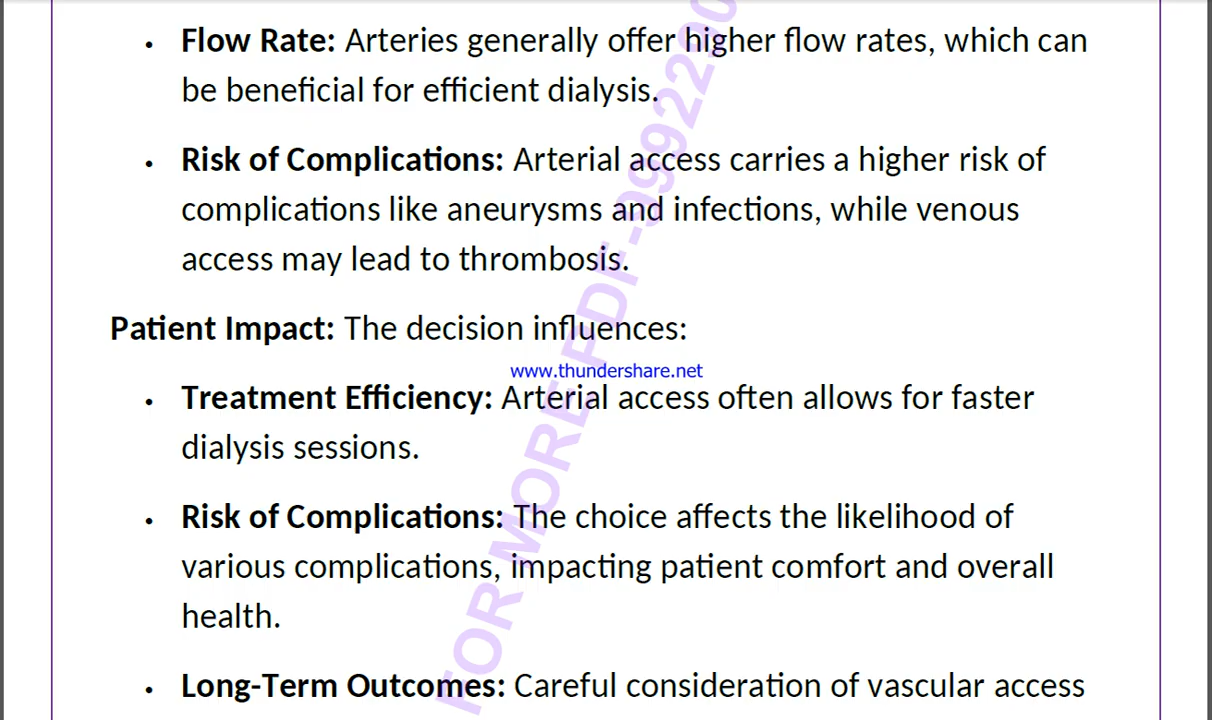 • Flow Rate: Arteries generally offer higher flow rates, which can
be beneficial for efficient dialysis.
• Risk of Complications: Arterial access carries a higher risk of
complications like aneurysms and infections, while venous
access may lead to thrombosis.
Patient Impact: The decision influences:
www.thundershare.net
• Treatment Efficiency: Arterial access often allows for faster
dialysis sessions.
• Risk of Complications: The choice affects the likelihood of
various complications, impacting patient comfort and overall
health.
• Long-Term Outcomes: Careful consideration of vascular access
FOR MORE PDF-